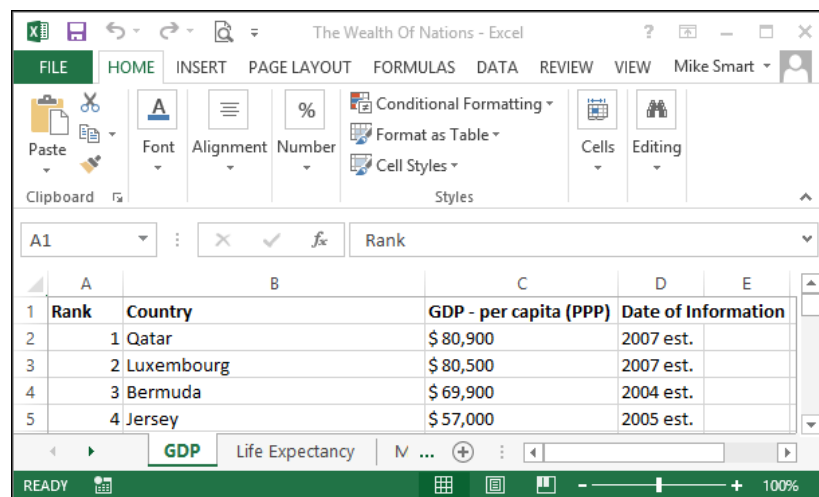 The Wealth Of Nations - Excel ?
FILE HOME INSERT PAGE LAYOUT FORMULAS DATA REVIEW VIEW Mike Smart
Paste
Clipboard
A
Font
Alignment
%
Number
Conditional Formatting
Format as Table
Cell Styles
Styles
Cells
Editing
A1 fx Rank
A B C D E
1 Rank Country GDP - per capita (PPP) Date of Information
2 1 Qatar $ 80,900 2007 est.
3 2 Luxembourg $ 80,500 2007 est.
4 3 Bermuda $ 69,900 2004 est.
5 4 Jersey $ 57,000 2005 est.
GDP Life Expectancy M ...
READY 100%